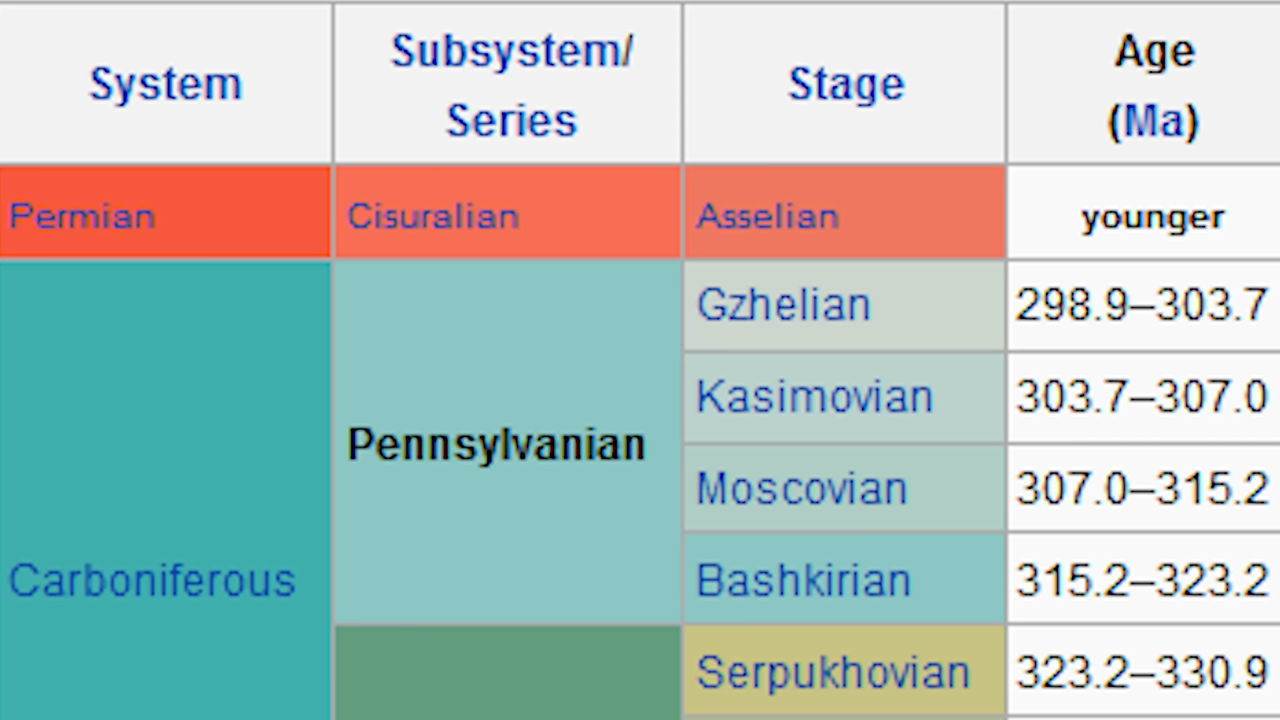 System
Subsystem/
Series
Stage
Age
(Ma)
Permian
Cisuralian
Asselian
younger
Carboniferous
Pennsylvanian
Gzhelian
298.9–303.7
Kasimovian
303.7–307.0
Moscovian
307.0–315.2
Bashkirian
315.2–323.2
Serpukhovian
323.2–330.9